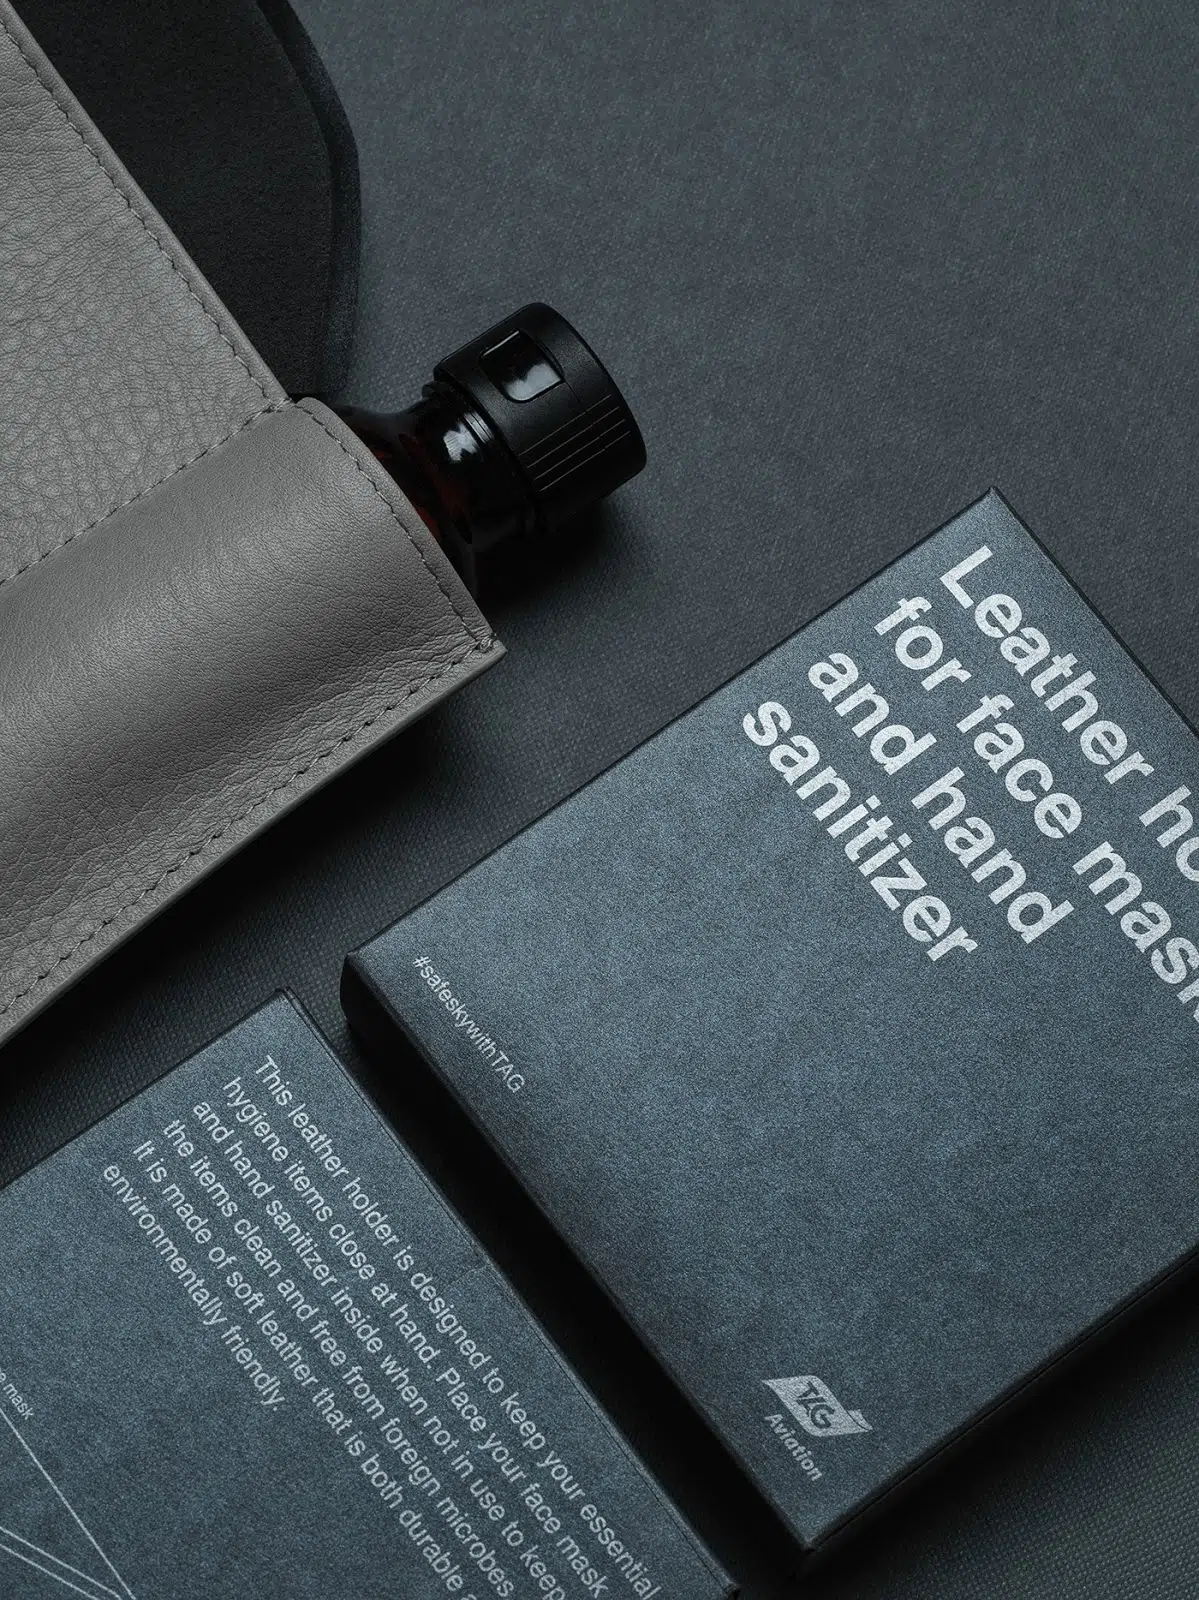 Leather ho
for face mask
and hand
sanitizer
#safeskywithTAG
TAG
Aviation
This leather holder is designed to keep your essential
hygiene items close at hand. Place your face mask
and hand sanitizer inside when not in use to keep
the items clean and free from foreign microbes.
It is made of soft leather that is both durable
environmentally friendly.
mask